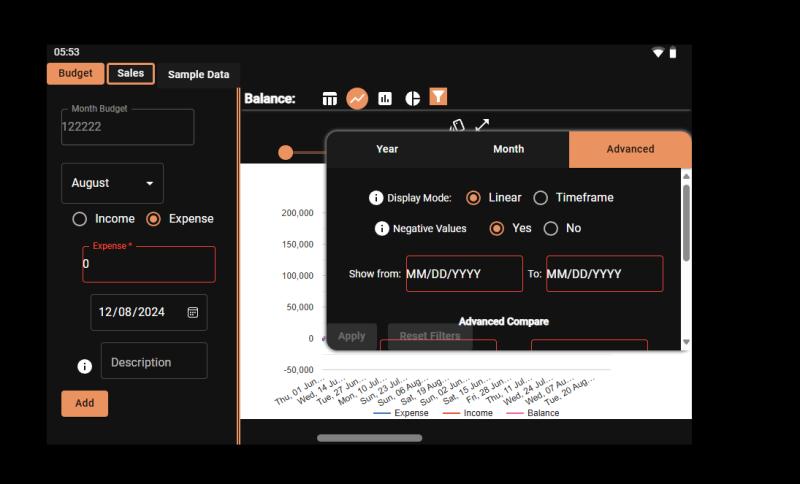 05:53
Budget Sales Sample Data
Balance:
Month Budget
122222
August
Income Expense
Expense *
0
12/08/2024
Description
Add
Year Month Advanced
Display Mode: Linear Timeframe
Negative Values Yes No
Show from: MM/DD/YYYY To: MM/DD/YYYY
Advanced Compare
Apply Reset Filters
200,000
150,000
100,000
50,000
0
-50,000
Thu, 01 Jun...
Wed, 14 Ju...
Tue, 27 Jun...
Mon, 10 Jul...
Sun, 23 Jul...
Sun, 06 Aug...
Sat, 19 Aug...
Sun, 02 Jun...
Sat, 15 Jun...
Fri, 28 Jun...
Thu, 11 Jul...
Wed, 24 Jul...
Wed, 07 Au...
Tue, 20 Aug...
Expense Income Balance